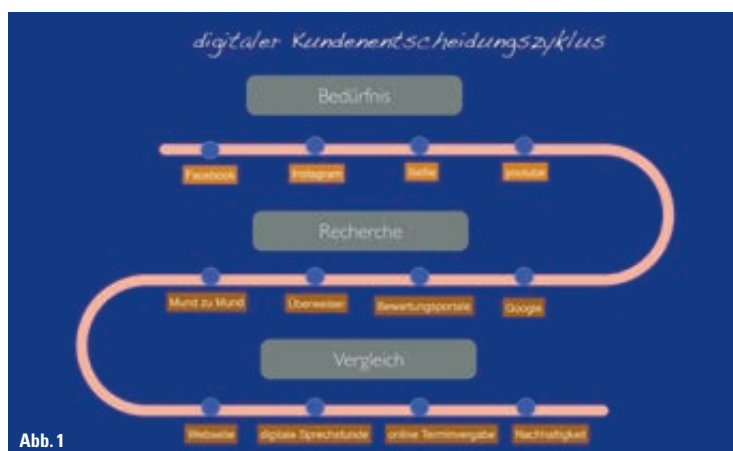 digitaler Kundenentscheidungszyklus
Bedürfnis
Facebook Instagram Selfie youtube
Recherche
Mund zu Mund Überweiser Bewertungsportale Google
Vergleich
Webseite digitale Sprechstunde online Terminvergabe Nachhaltigkeit
Abb. 1